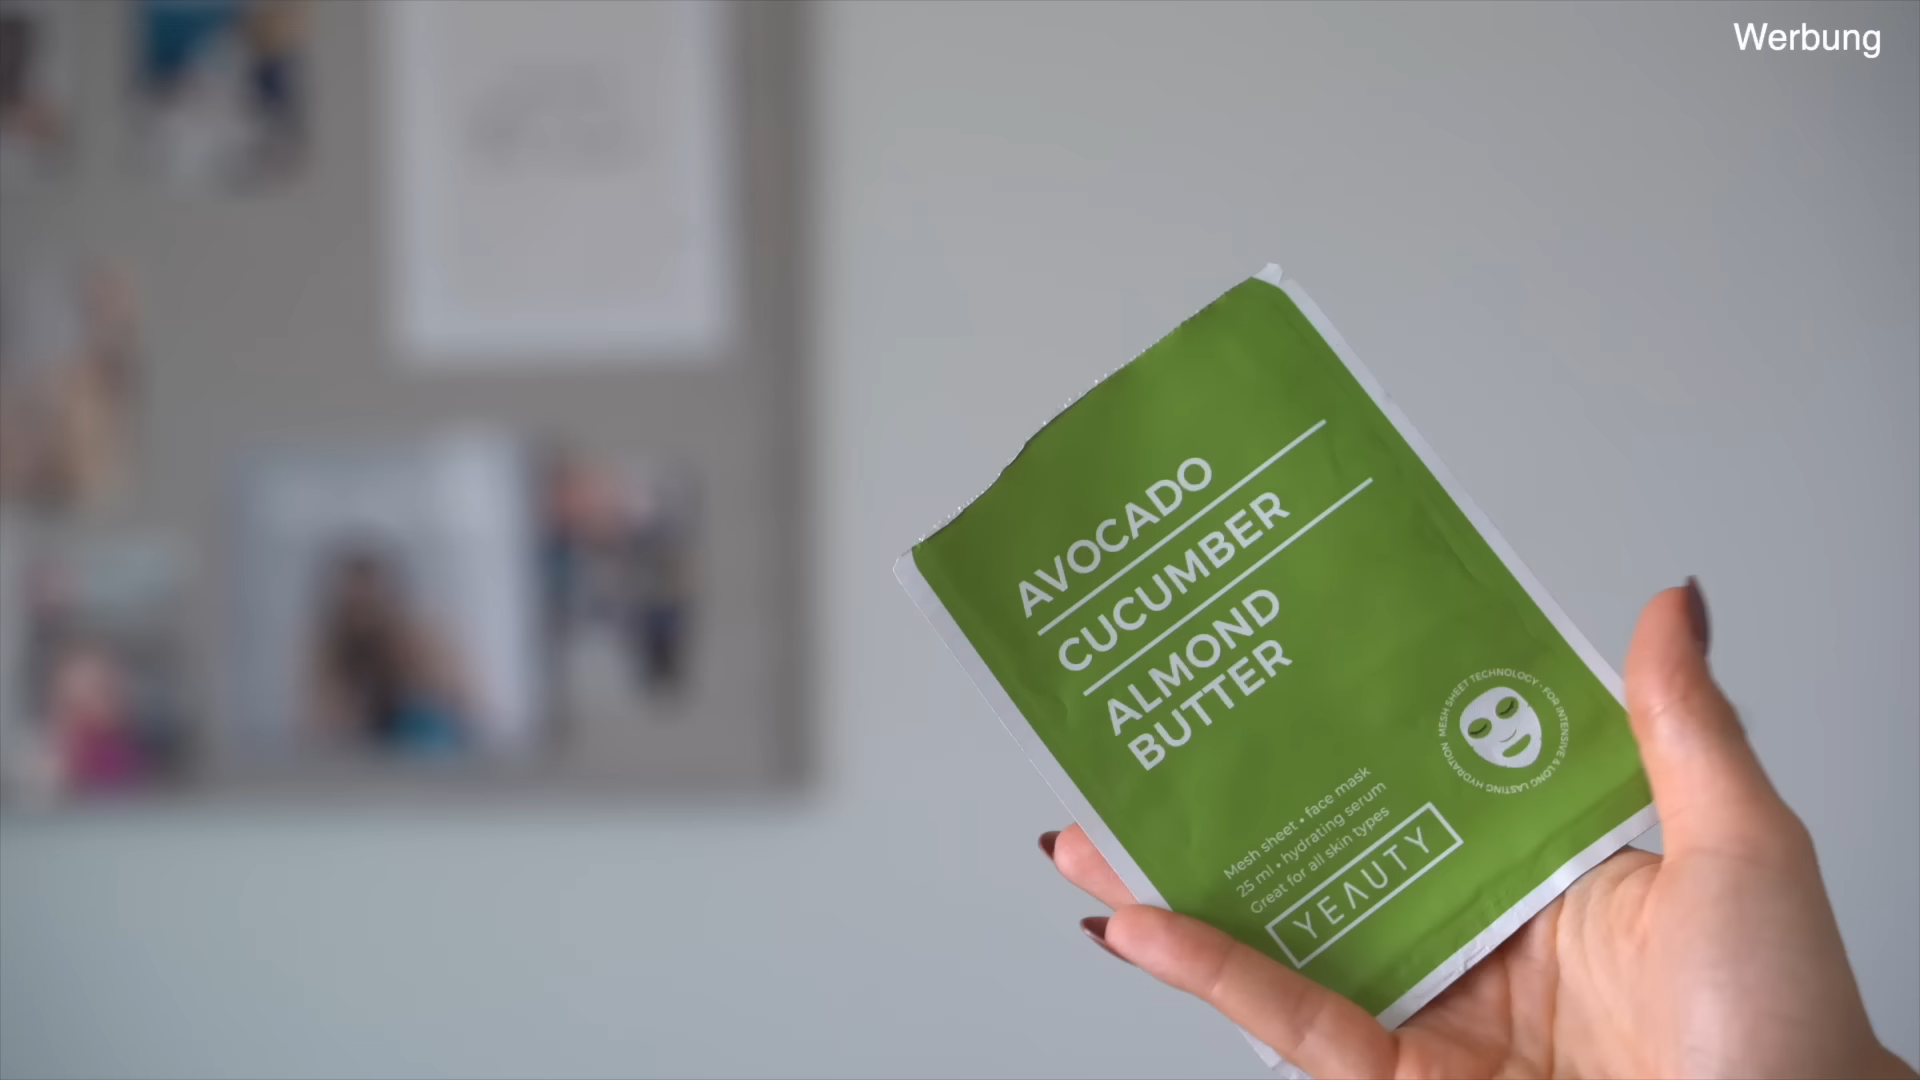 Werbung
AVOCADO
CUCUMBER
ALMOND
BUTTER
MESH SHEET TECHNOLOGY · FOR INTENSIVE & LONG LASTING HYDRATION
Mesh sheet • face mask
25 ml • hydrating serum
Great for all skin types
YEAUTY